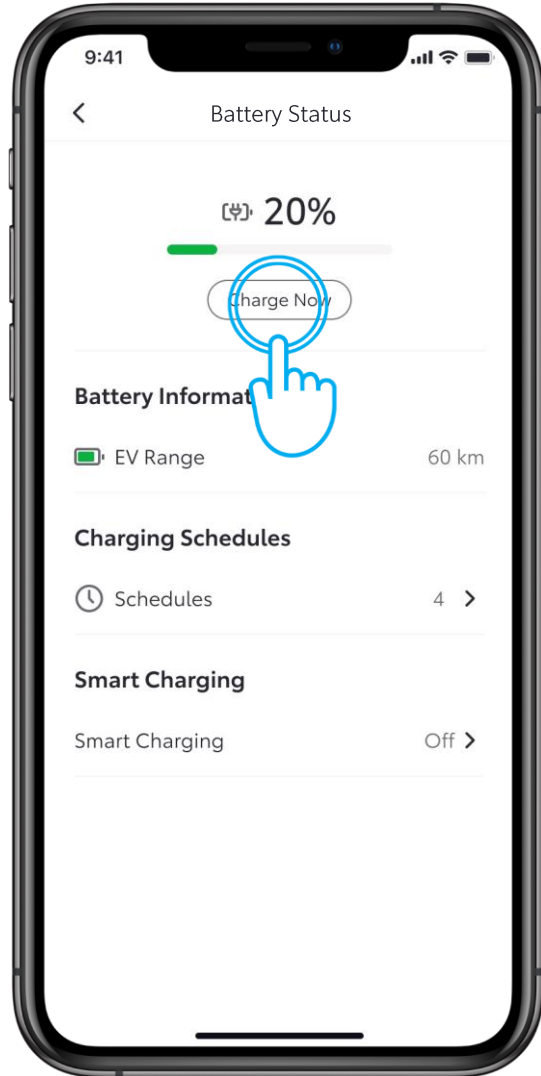 9:41
Battery Status
20%
Charge Now
Battery Informat
EV Range 60 km
Charging Schedules
Schedules 4
Smart Charging
Smart Charging Off